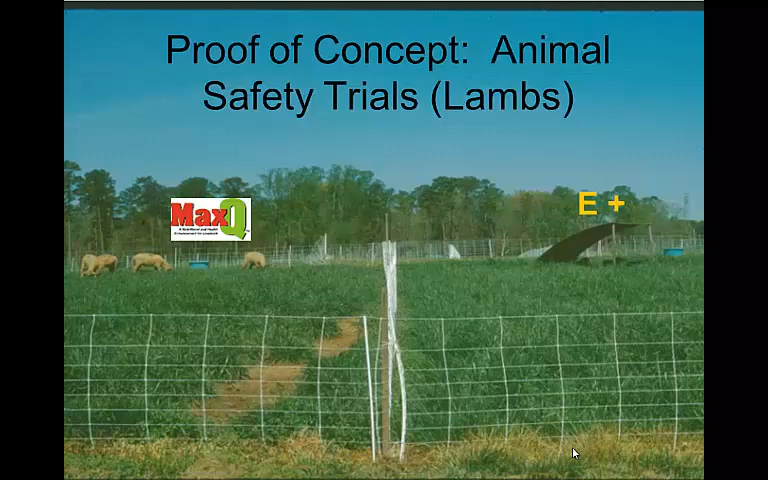 Proof of Concept:  Animal
Safety Trials (Lambs)
E +
MaxQ